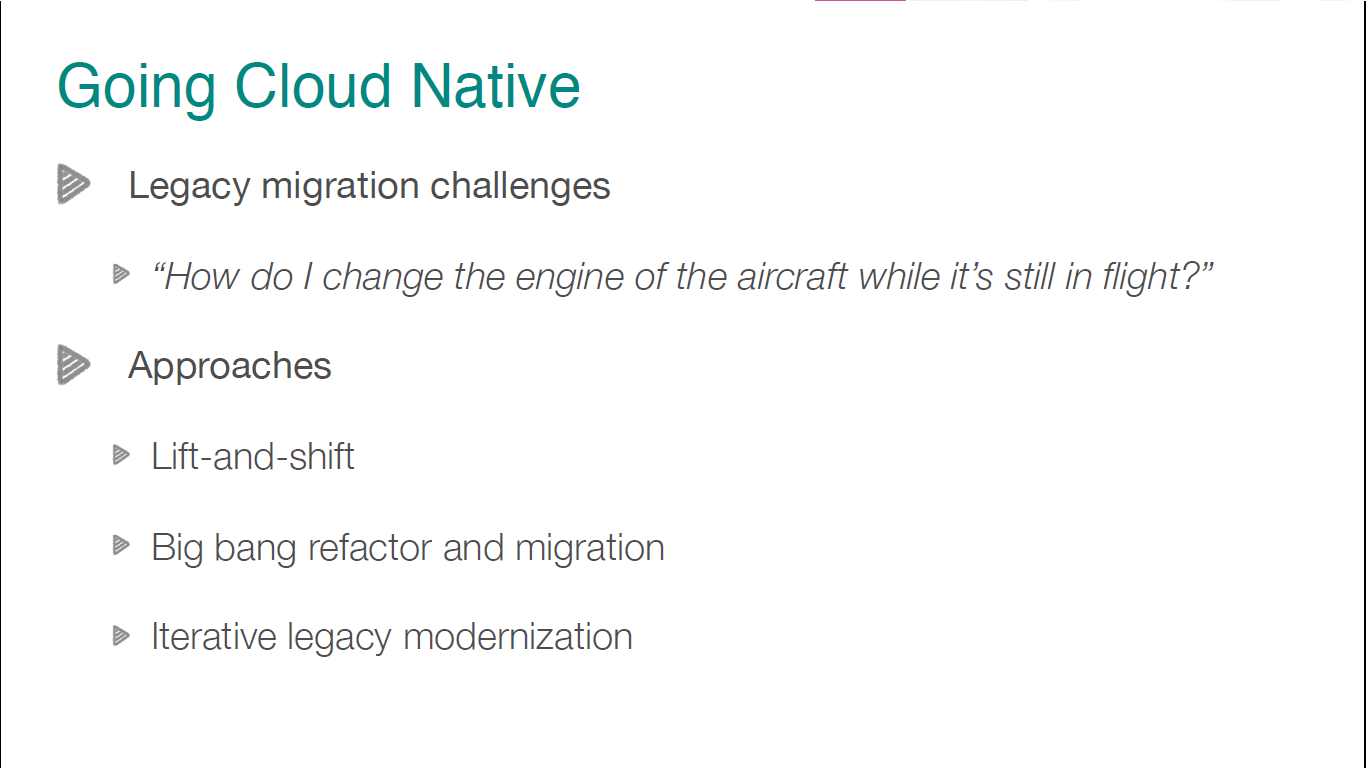 Going Cloud Native
Legacy migration challenges
“How do I change the engine of the aircraft while it’s still in flight?”
Approaches
Lift-and-shift
Big bang refactor and migration
Iterative legacy modernization